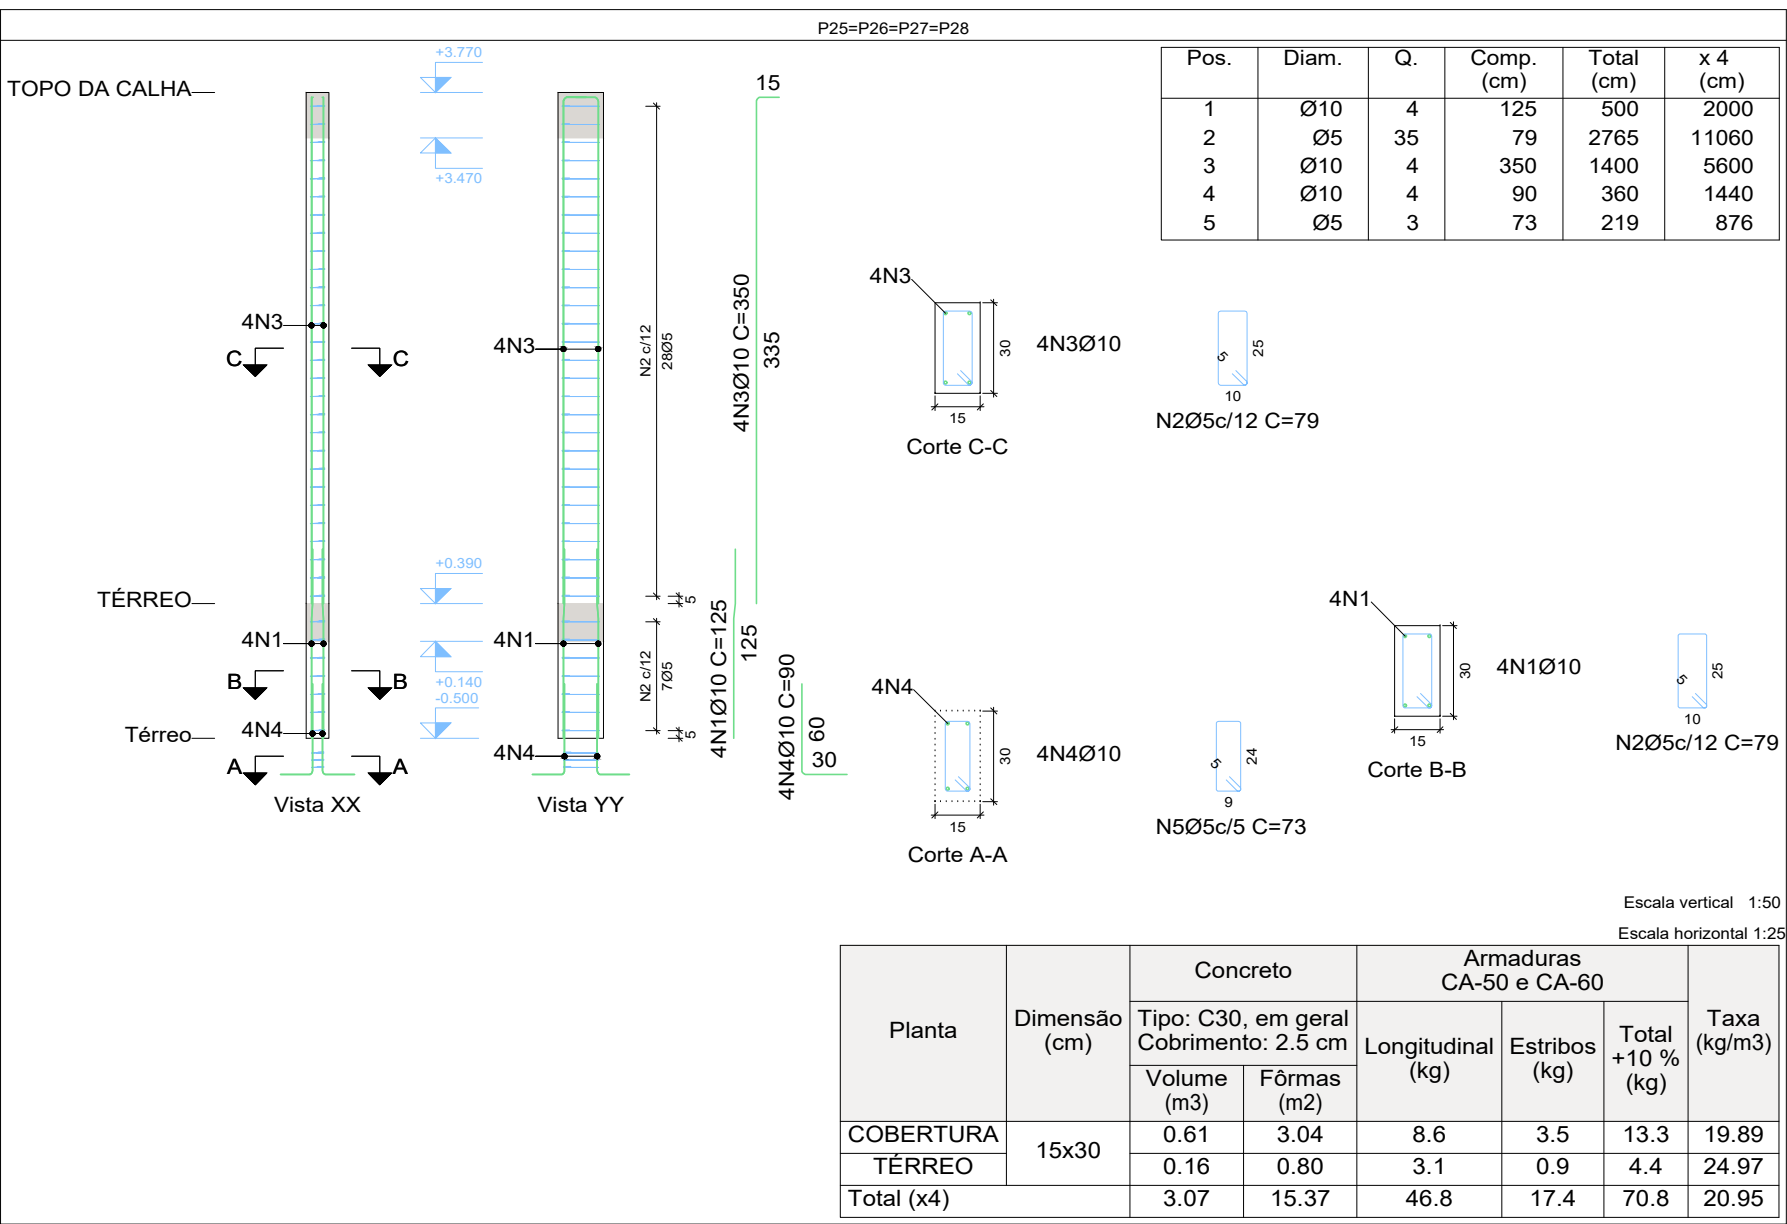 P25=P26=P27=P28
Pos. Diam. Q. Comp. (cm) Total (cm) x 4 (cm)
1 Ø10 4 125 500 2000
2 Ø5 35 79 2765 11060
3 Ø10 4 350 1400 5600
4 Ø10 4 90 360 1440
5 Ø5 3 73 219 876
TOPO DA CALHA
TÉRREO
Térreo
4N3
C
C
4N1
B
B
4N4
A
A
Vista XX
+3.770
+3.470
+0.390
+0.140
-0.500
4N3
4N1
4N4
Vista YY
N2 c/12
28Ø5
5
N2 c/12
7Ø5
5
15
4N3Ø10 C=350
335
4N1Ø10 C=125
125
4N4Ø10 C=90
60
30
4N3
30
15
4N3Ø10
Corte C-C
5
25
10
N2Ø5c/12 C=79
4N4
30
15
4N4Ø10
Corte A-A
5
24
9
N5Ø5c/5 C=73
4N1
30
15
4N1Ø10
Corte B-B
5
25
10
N2Ø5c/12 C=79
Escala vertical 1:50
Escala horizontal 1:25
Planta
Dimensão
(cm)
Concreto
Tipo: C30, em geral
Cobrimento: 2.5 cm
Volume
(m3)
Fôrmas
(m2)
Armaduras
CA-50 e CA-60
Longitudinal
(kg)
Estribos
(kg)
Total
+10 %
(kg)
Taxa
(kg/m3)
COBERTURA 15x30 0.61 3.04 8.6 3.5 13.3 19.89
TÉRREO 0.16 0.80 3.1 0.9 4.4 24.97
Total (x4) 3.07 15.37 46.8 17.4 70.8 20.95